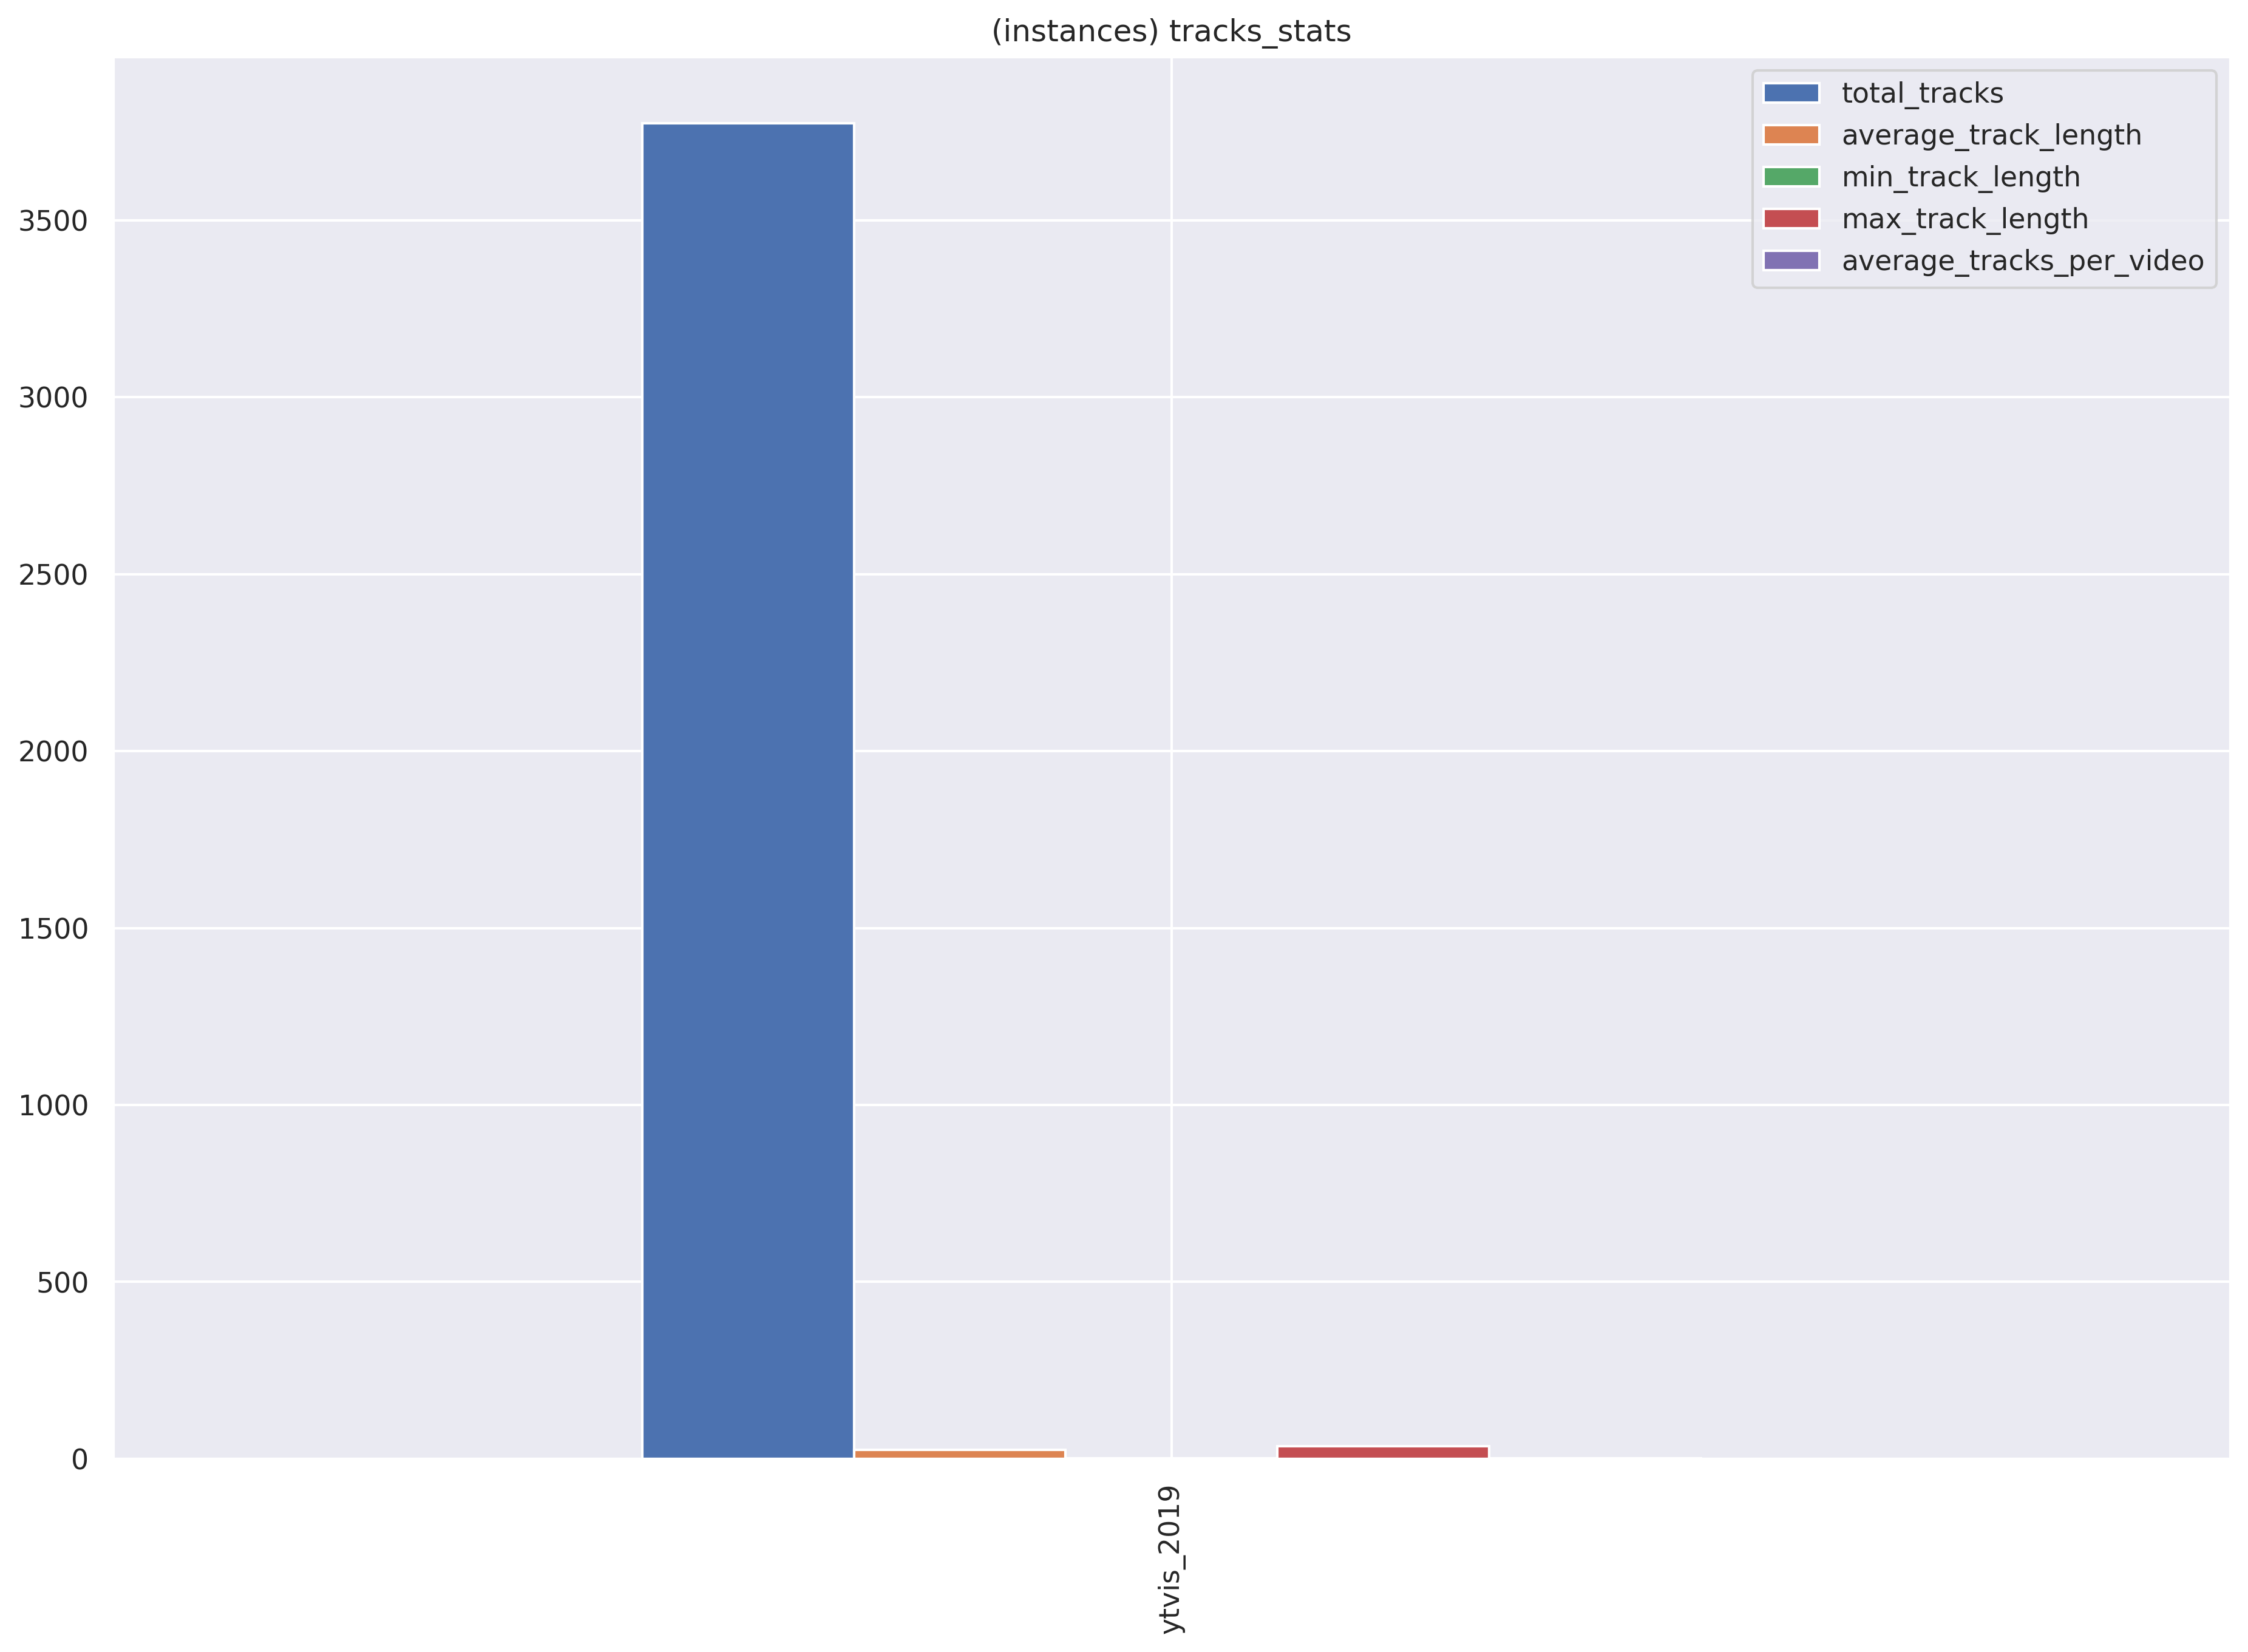 (instances) tracks_stats
total_tracks
average_track_length
min_track_length
max_track_length
average_tracks_per_video
3500
3000
2500
2000
1500
1000
500
0
ytvis_2019